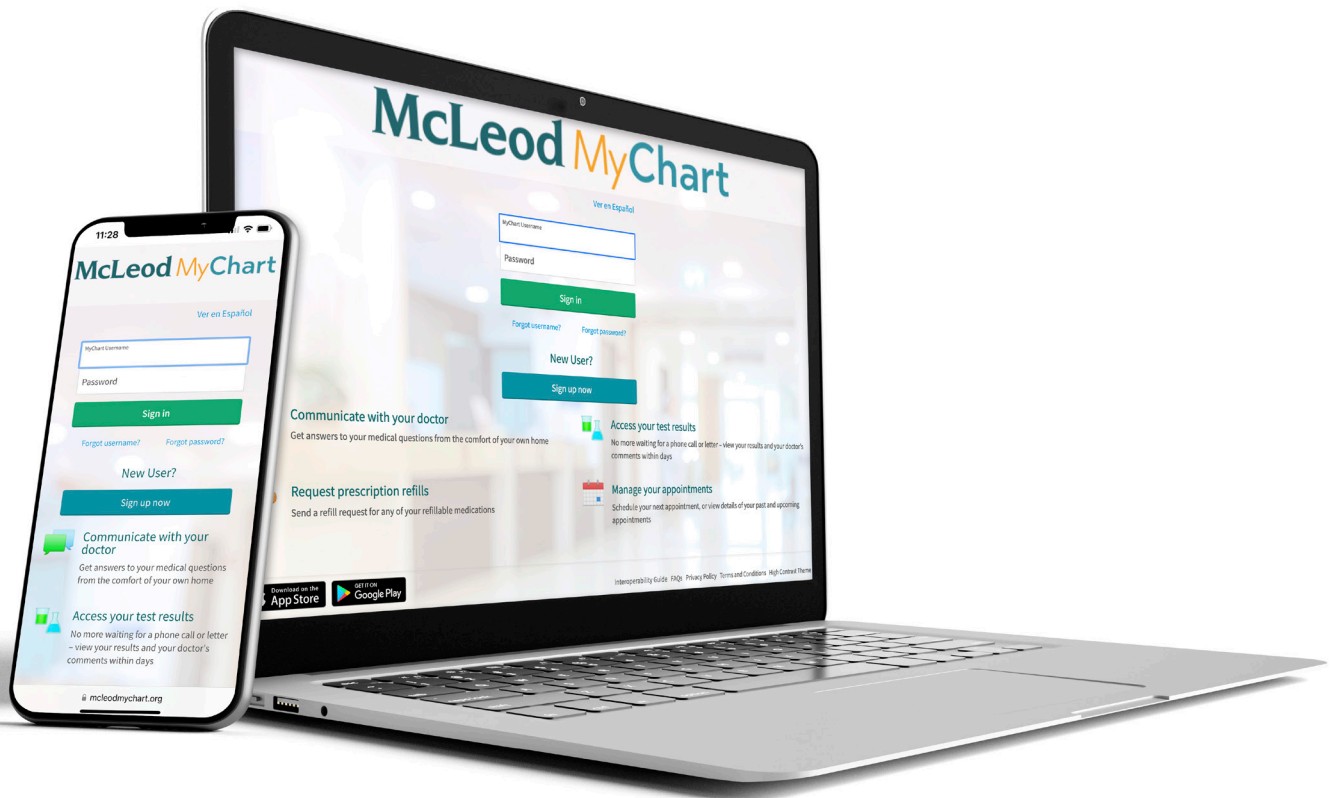 McLeod MyChart
Ver en Español
MyChart Username
Password
Sign in
Forgot username? Forgot password?
New User?
Sign up now
Communicate with your doctor
Get answers to your medical questions from the comfort of your own home
Access your test results
No more waiting for a phone call or letter – view your results and your doctor's
comments within days
Request prescription refills
Send a refill request for any of your refillable medications
Manage your appointments
Schedule your next appointment, or view details of your past and upcoming
appointments
Download on the
App Store
GET IT ON
Google Play
Interoperability Guide FAQs Privacy Policy Terms and Conditions High Contrast Theme
11:28
McLeod MyChart
Ver en Español
MyChart Username
Password
Sign in
Forgot username? Forgot password?
New User?
Sign up now
Communicate with your
doctor
Get answers to your medical questions
from the comfort of your own home
Access your test results
No more waiting for a phone call or letter
– view your results and your doctor's
comments within days
mcleodmychart.org